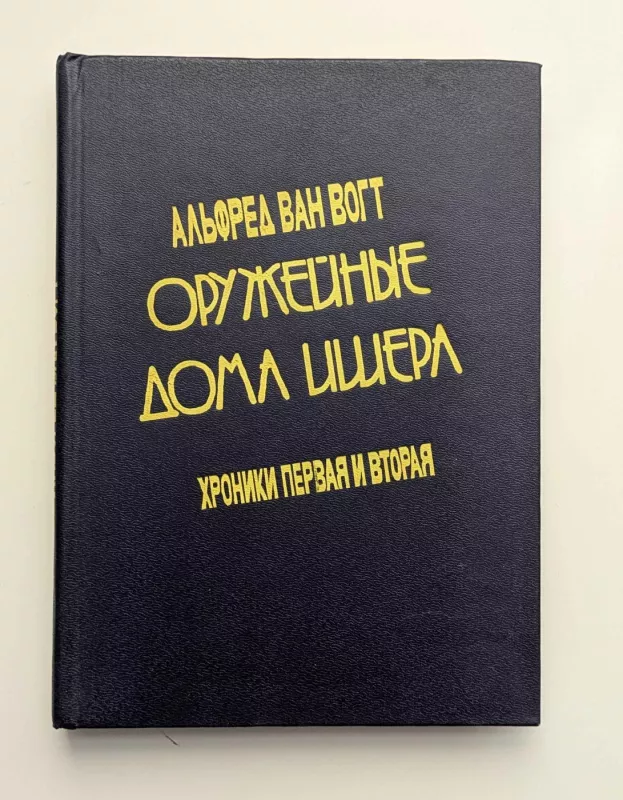 АЛЬФРЕД ВАН ВОГТ
ОРУЖЕЙНЫЕ
ДОМА ИШЕРА
ХРОНИКИ ПЕРВАЯ И ВТОРАЯ